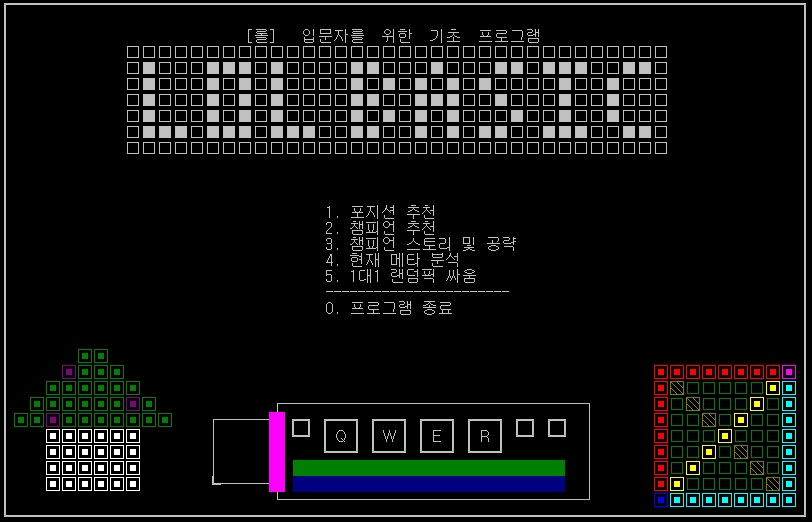 [롤] 입문자를 위한 기초 프로그램
LOL BASIC
1. 포지션 추천
2. 챔피언 추천
3. 챔피언 스토리 및 공략
4. 현재 메타 분석
5. 1대1 랜덤픽 싸움
-----------------------
0. 프로그램 종료
Q W E R